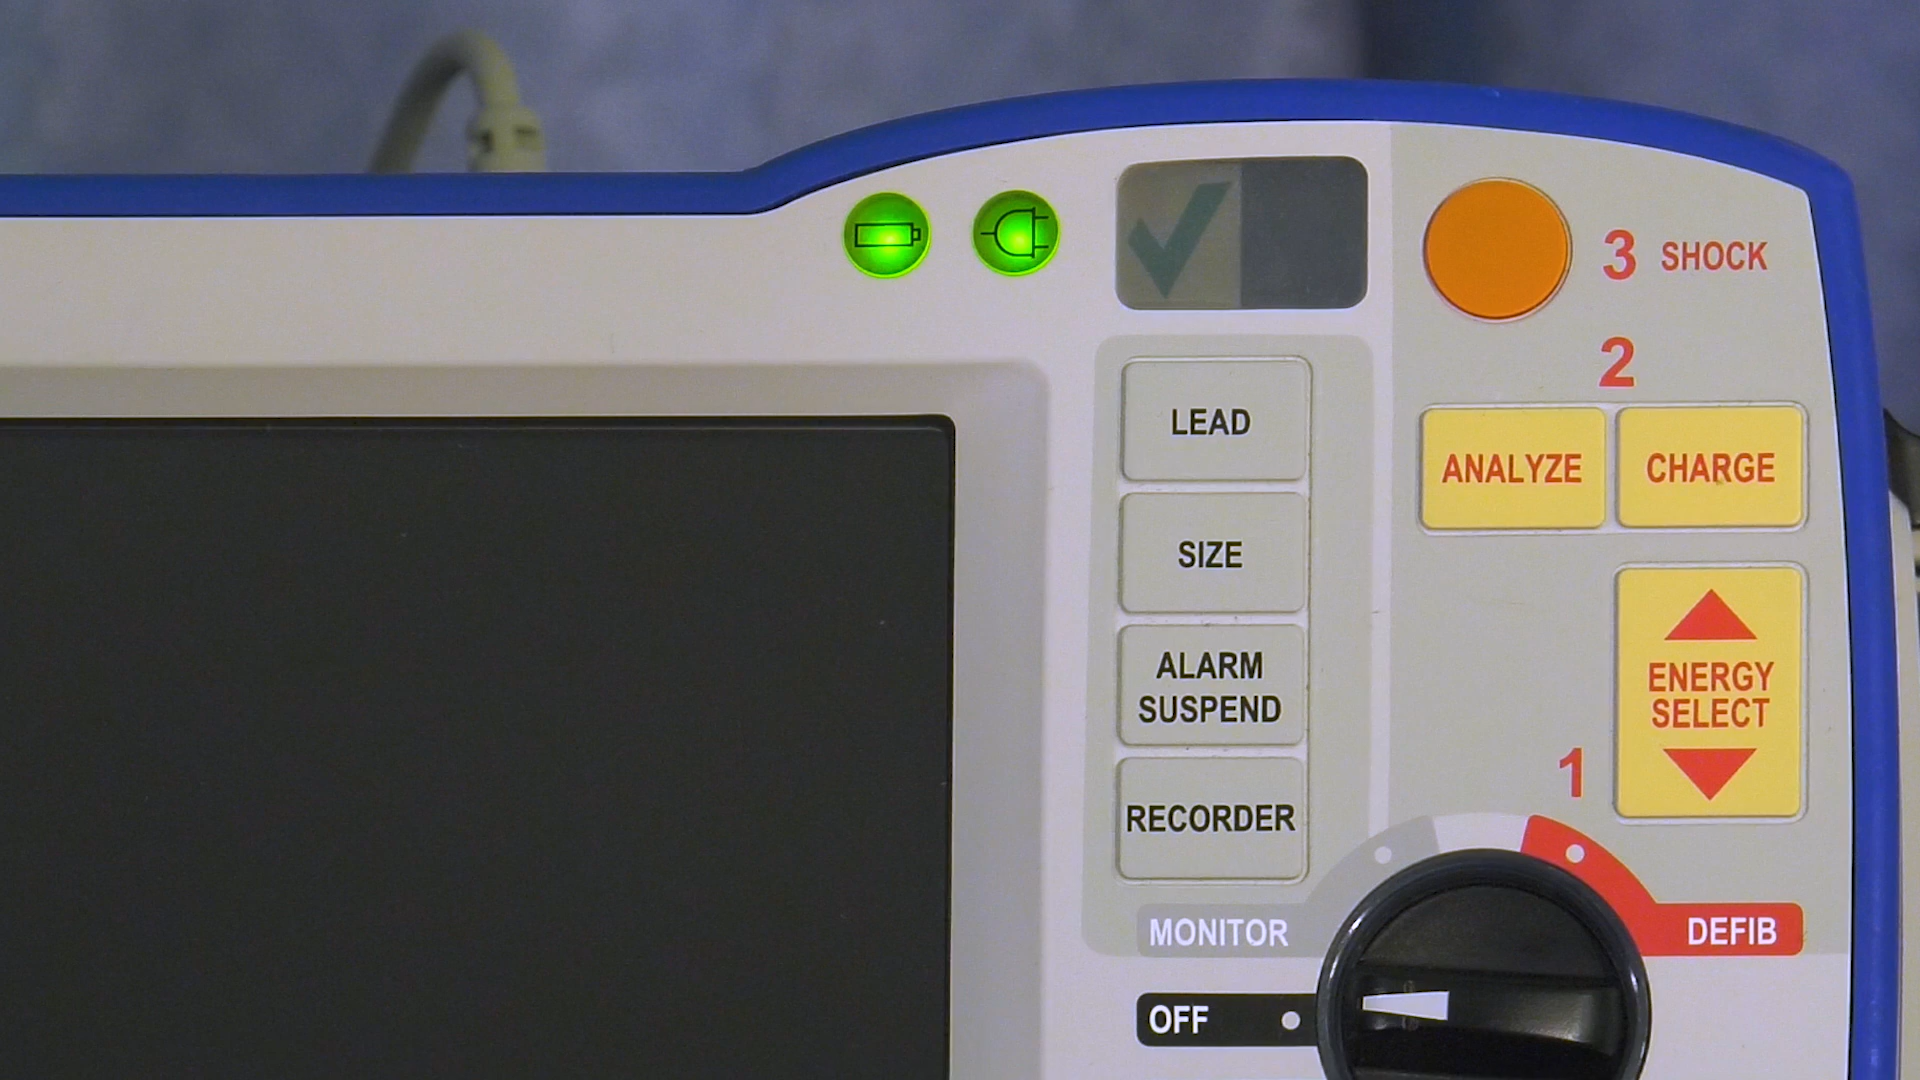 3 SHOCK
2
LEAD
ANALYZE
CHARGE
SIZE
ALARM
SUSPEND
ENERGY
SELECT
1
RECORDER
MONITOR
DEFIB
OFF